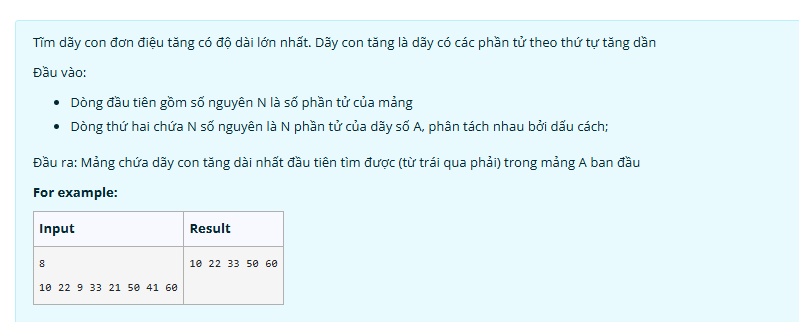 Tìm dãy con đơn điệu tăng có độ dài lớn nhất. Dãy con tăng là dãy có các phần tử theo thứ tự tăng dần
Đầu vào:
• Dòng đầu tiên gồm số nguyên N là số phần tử của mảng
• Dòng thứ hai chứa N số nguyên là N phần tử của dãy số A, phân tách nhau bởi dấu cách;
Đầu ra: Mảng chứa dãy con tăng dài nhất đầu tiên tìm được (từ trái qua phải) trong mảng A ban đầu
For example:
Input Result
8 10 22 33 50 60
10 22 9 33 21 50 41 60